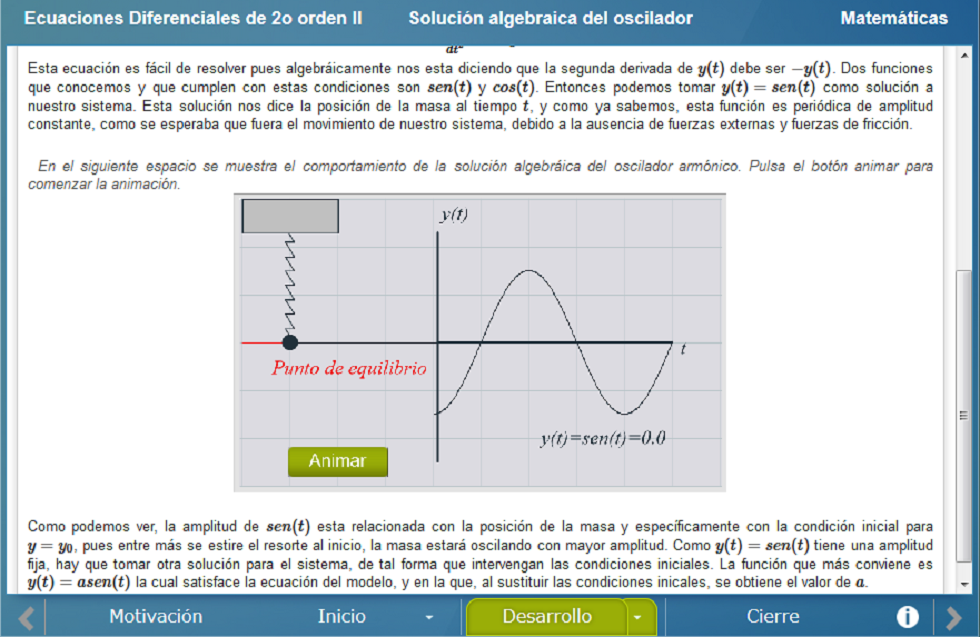 Ecuaciones Diferenciales de 2o orden II Solución algebraica del oscilador Matemáticas
Esta ecuación es fácil de resolver pues algebráicamente nos esta diciendo que la segunda derivada de y(t) debe ser −y(t). Dos funciones
que conocemos y que cumplen con estas condiciones son sen(t) y cos(t). Entonces podemos tomar y(t) = sen(t) como solución a
nuestro sistema. Esta solución nos dice la posición de la masa al tiempo t, y como ya sabemos, esta función es periódica de amplitud
constante, como se esperaba que fuera el movimiento de nuestro sistema, debido a la ausencia de fuerzas externas y fuerzas de fricción.
En el siguiente espacio se muestra el comportamiento de la solución algebráica del oscilador armónico. Pulsa el botón animar para
comenzar la animación.
y(t)
t
Punto de equilibrio
y(t)=sen(t)=0.0
Animar
Como podemos ver, la amplitud de sen(t) esta relacionada con la posición de la masa y específicamente con la condición inicial para
y = y₀, pues entre más se estire el resorte al inicio, la masa estará oscilando con mayor amplitud. Como y(t) = sen(t) tiene una amplitud
fija, hay que tomar otra solución para el sistema, de tal forma que intervengan las condiciones iniciales. La función que más conviene es
y(t) = asen(t) la cual satisface la ecuación del modelo, y en la que, al sustituir las condiciones inicales, se obtiene el valor de a.
Motivación Inicio Desarrollo Cierre